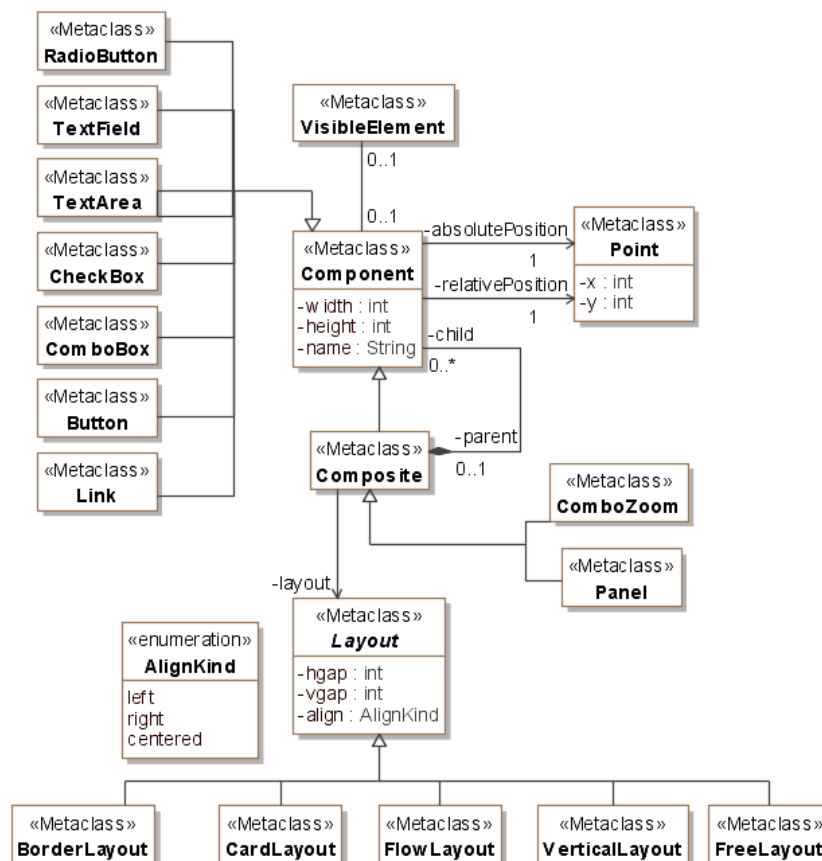 «Metaclass»
RadioButton
«Metaclass»
TextField
«Metaclass»
TextArea
«Metaclass»
CheckBox
«Metaclass»
ComboBox
«Metaclass»
Button
«Metaclass»
Link
«Metaclass»
VisibleElement
0..1
0..1
«Metaclass»
Component
-width : int
-height : int
-name : String
-absolutePosition
1
-relativePosition
1
«Metaclass»
Point
-x : int
-y : int
-child
0..*
«Metaclass»
Composite
-parent
0..1
«Metaclass»
ComboZoom
«Metaclass»
Panel
-layout
«Metaclass»
Layout
-hgap : int
-vgap : int
-align : AlignKind
«enumeration»
AlignKind
left
right
centered
«Metaclass»
BorderLayout
«Metaclass»
CardLayout
«Metaclass»
FlowLayout
«Metaclass»
VerticalLayout
«Metaclass»
FreeLayout